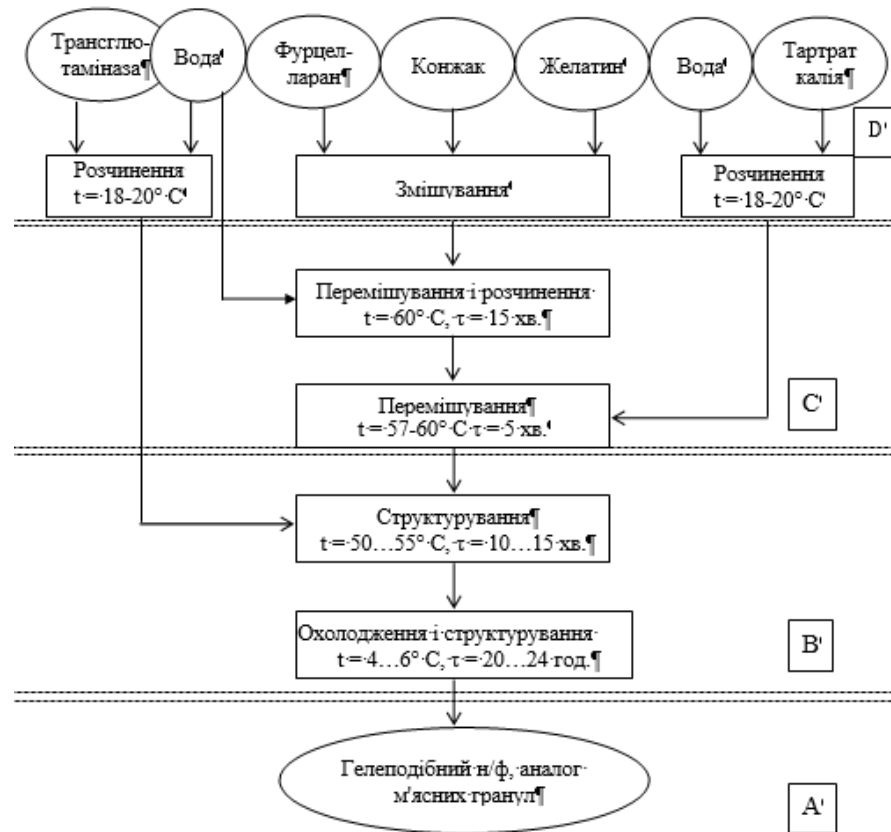 Трансглю-
таміназа¶
Вода
Фурцел-
ларан¶
Конжак
Желатин
Вода
Тартрат
калія¶
D'
Розчинення
t·=·18-20°·C
Змішування
Розчинення
t·=·18-20°·C
Перемішування·і·розчинення·
t·=·60°·C,·τ·=·15·хв.¶
Перемішування¶
t·=·57-60°·C·τ·=·5·хв.
C'
Структурування¶
t·=·50…55°·C,·τ·=·10…15·хв.¶
Охолодження·і·структурування·
t·=·4…6°·C,·τ·=·20…24·год.¶
B'
Гелеподібний·н/ф,·аналог·
м'ясних·гранул¶
A'